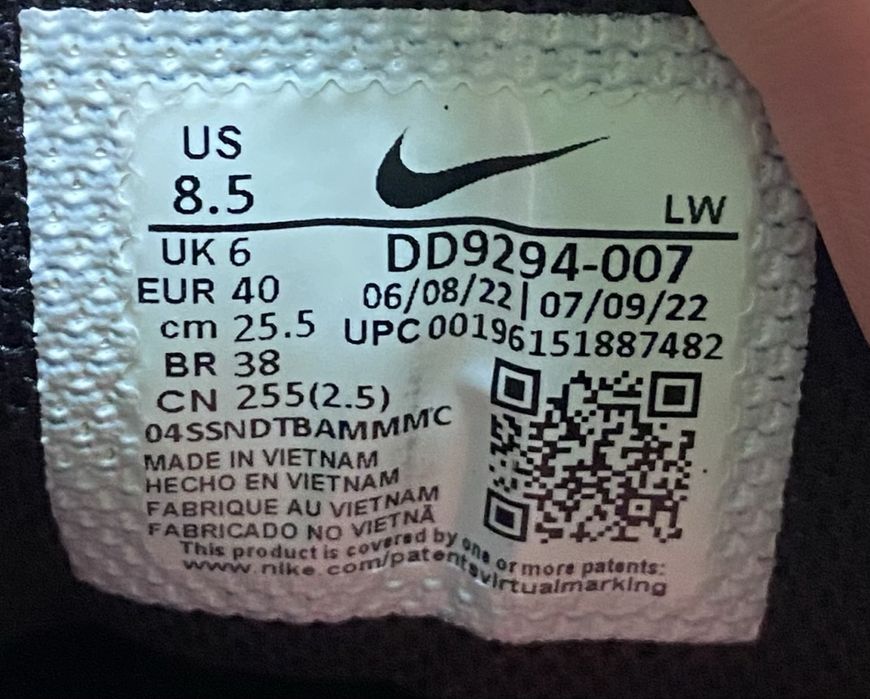 US
8.5
LW
UK 6
EUR 40
cm 25.5
BR 38
CN 255(2.5)
DD9294-007
06/08/22| 07/09/22
UPC 00196151887482
04SSNDTBAMMMC
MADE IN VIETNAM
HECHO EN VIETNAM
FABRIQUE AU VIETNAM
FABRICADO NO VIETNÃ
This product is covered by one or more patents:
www.nike.com/patentsvirtualmarking